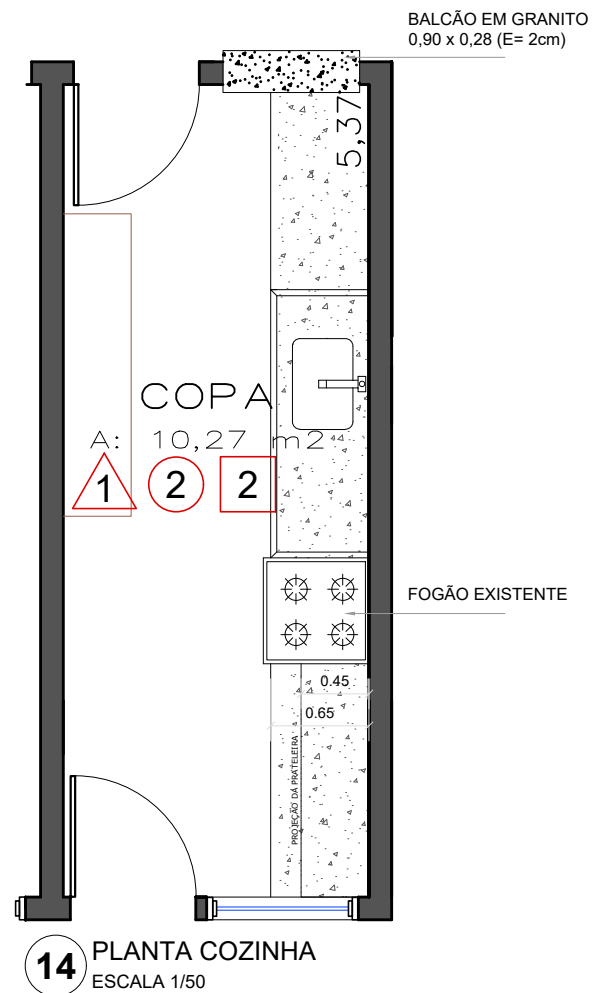 BALCÃO EM GRANITO
0,90 x 0,28 (E= 2cm)
5,37
COPA
A: 10,27 m2
1
2
2
FOGÃO EXISTENTE
0.45
0.65
PROJEÇÃO DA PRATELEIRA
14
PLANTA COZINHA
ESCALA 1/50